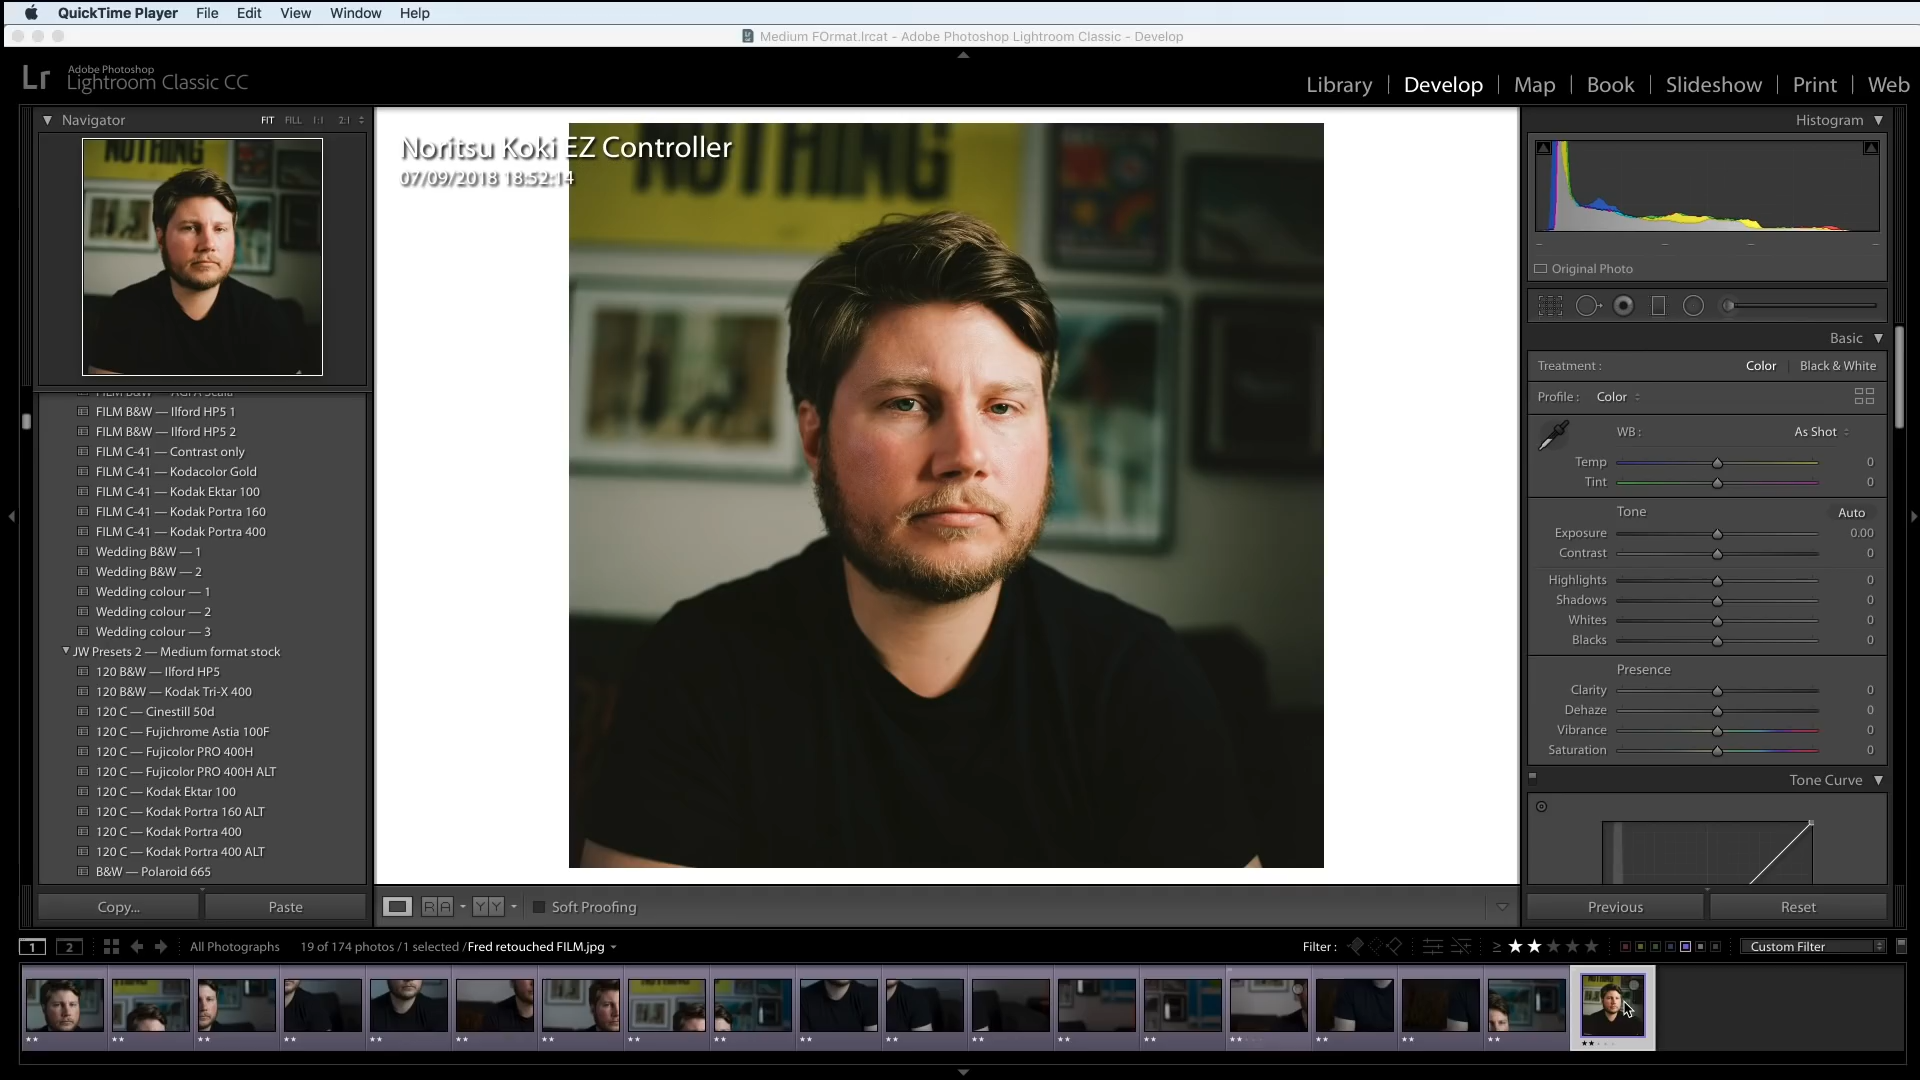 QuickTime Player File Edit View Window Help
Medium FOrmat.lrcat - Adobe Photoshop Lightroom Classic - Develop
Lr Adobe Photoshop
Lightroom Classic CC
Library | Develop | Map | Book | Slideshow | Print | Web
Navigator FIT FILL 1:1 2:1
NOTHING
FILM B&W — AGFA Scala
FILM B&W — Ilford HP5 1
FILM B&W — Ilford HP5 2
FILM C-41 — Contrast only
FILM C-41 — Kodacolor Gold
FILM C-41 — Kodak Ektar 100
FILM C-41 — Kodak Portra 160
FILM C-41 — Kodak Portra 400
Wedding B&W — 1
Wedding B&W — 2
Wedding colour — 1
Wedding colour — 2
Wedding colour — 3
JW Presets 2 — Medium format stock
120 B&W — Ilford HP5
120 B&W — Kodak Tri-X 400
120 C — Cinestill 50d
120 C — Fujichrome Astia 100F
120 C — Fujicolor PRO 400H
120 C — Fujicolor PRO 400H ALT
120 C — Kodak Ektar 100
120 C — Kodak Portra 160 ALT
120 C — Kodak Portra 400
120 C — Kodak Portra 400 ALT
B&W — Polaroid 665
Copy... Paste
Noritsu Koki EZ Controller
07/09/2018 18:52:14
NOTHING
R A Y Y Soft Proofing
Histogram
Original Photo
Basic
Treatment : Color | Black & White
Profile : Color
WB : As Shot
Temp 0
Tint 0
Tone Auto
Exposure 0.00
Contrast 0
Highlights 0
Shadows 0
Whites 0
Blacks 0
Presence
Clarity 0
Dehaze 0
Vibrance 0
Saturation 0
Tone Curve
Previous Reset
1 2 All Photographs 19 of 174 photos /1 selected /Fred retouched FILM.jpg Filter : ≥ Custom Filter